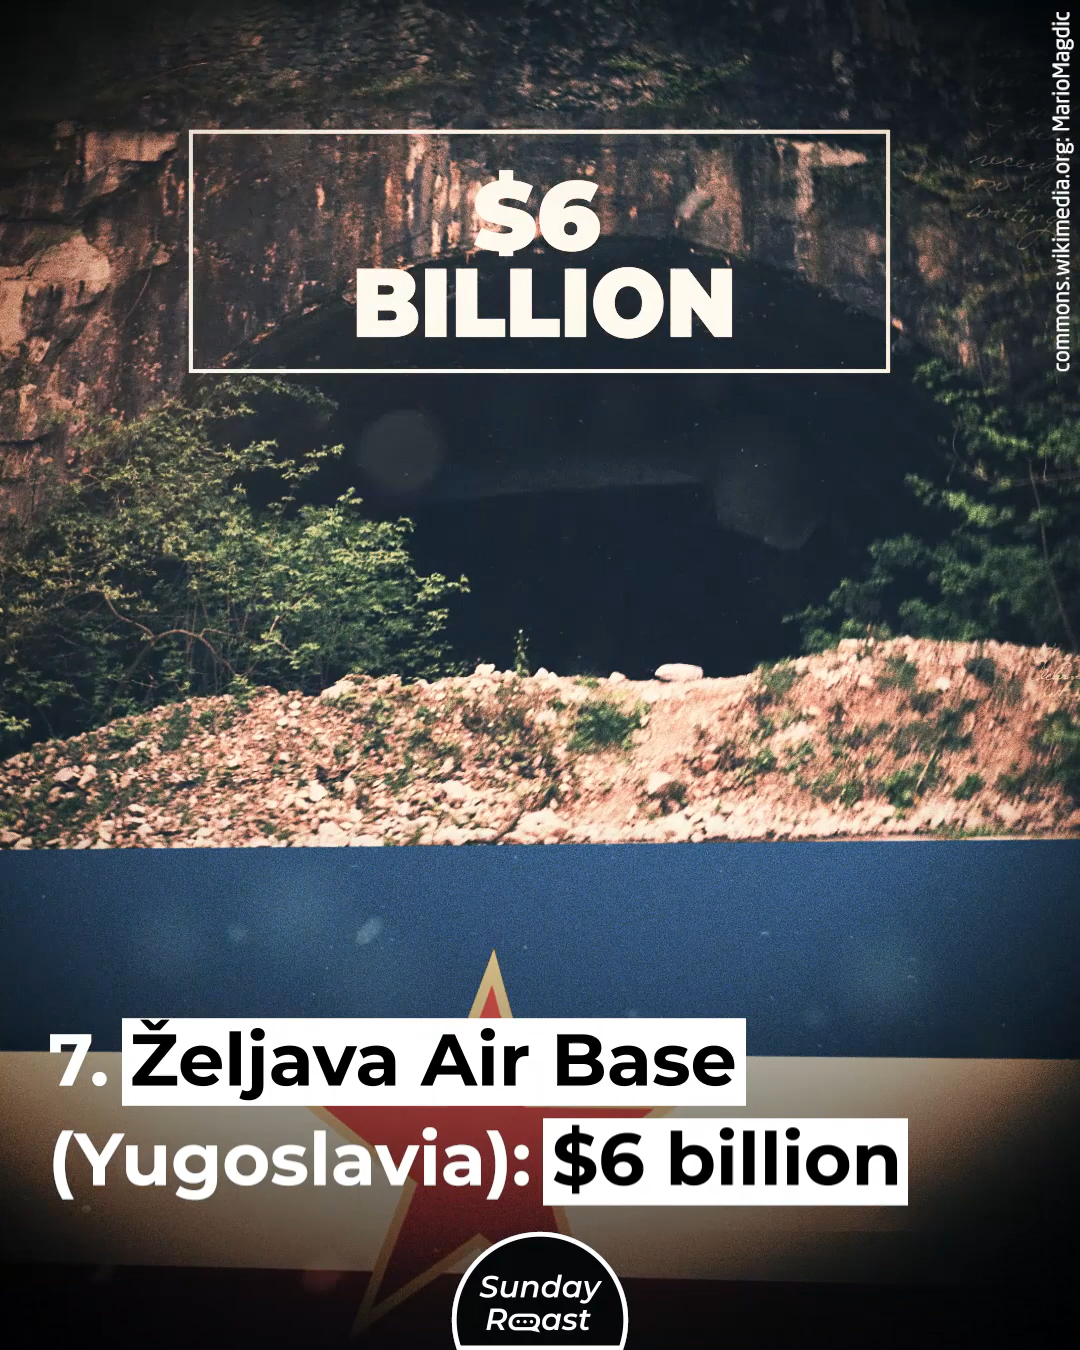 $6
BILLION
commons.wikimedia.org: MarioMagdic
7. Željava Air Base
(Yugoslavia): $6 billion
Sunday
Roast